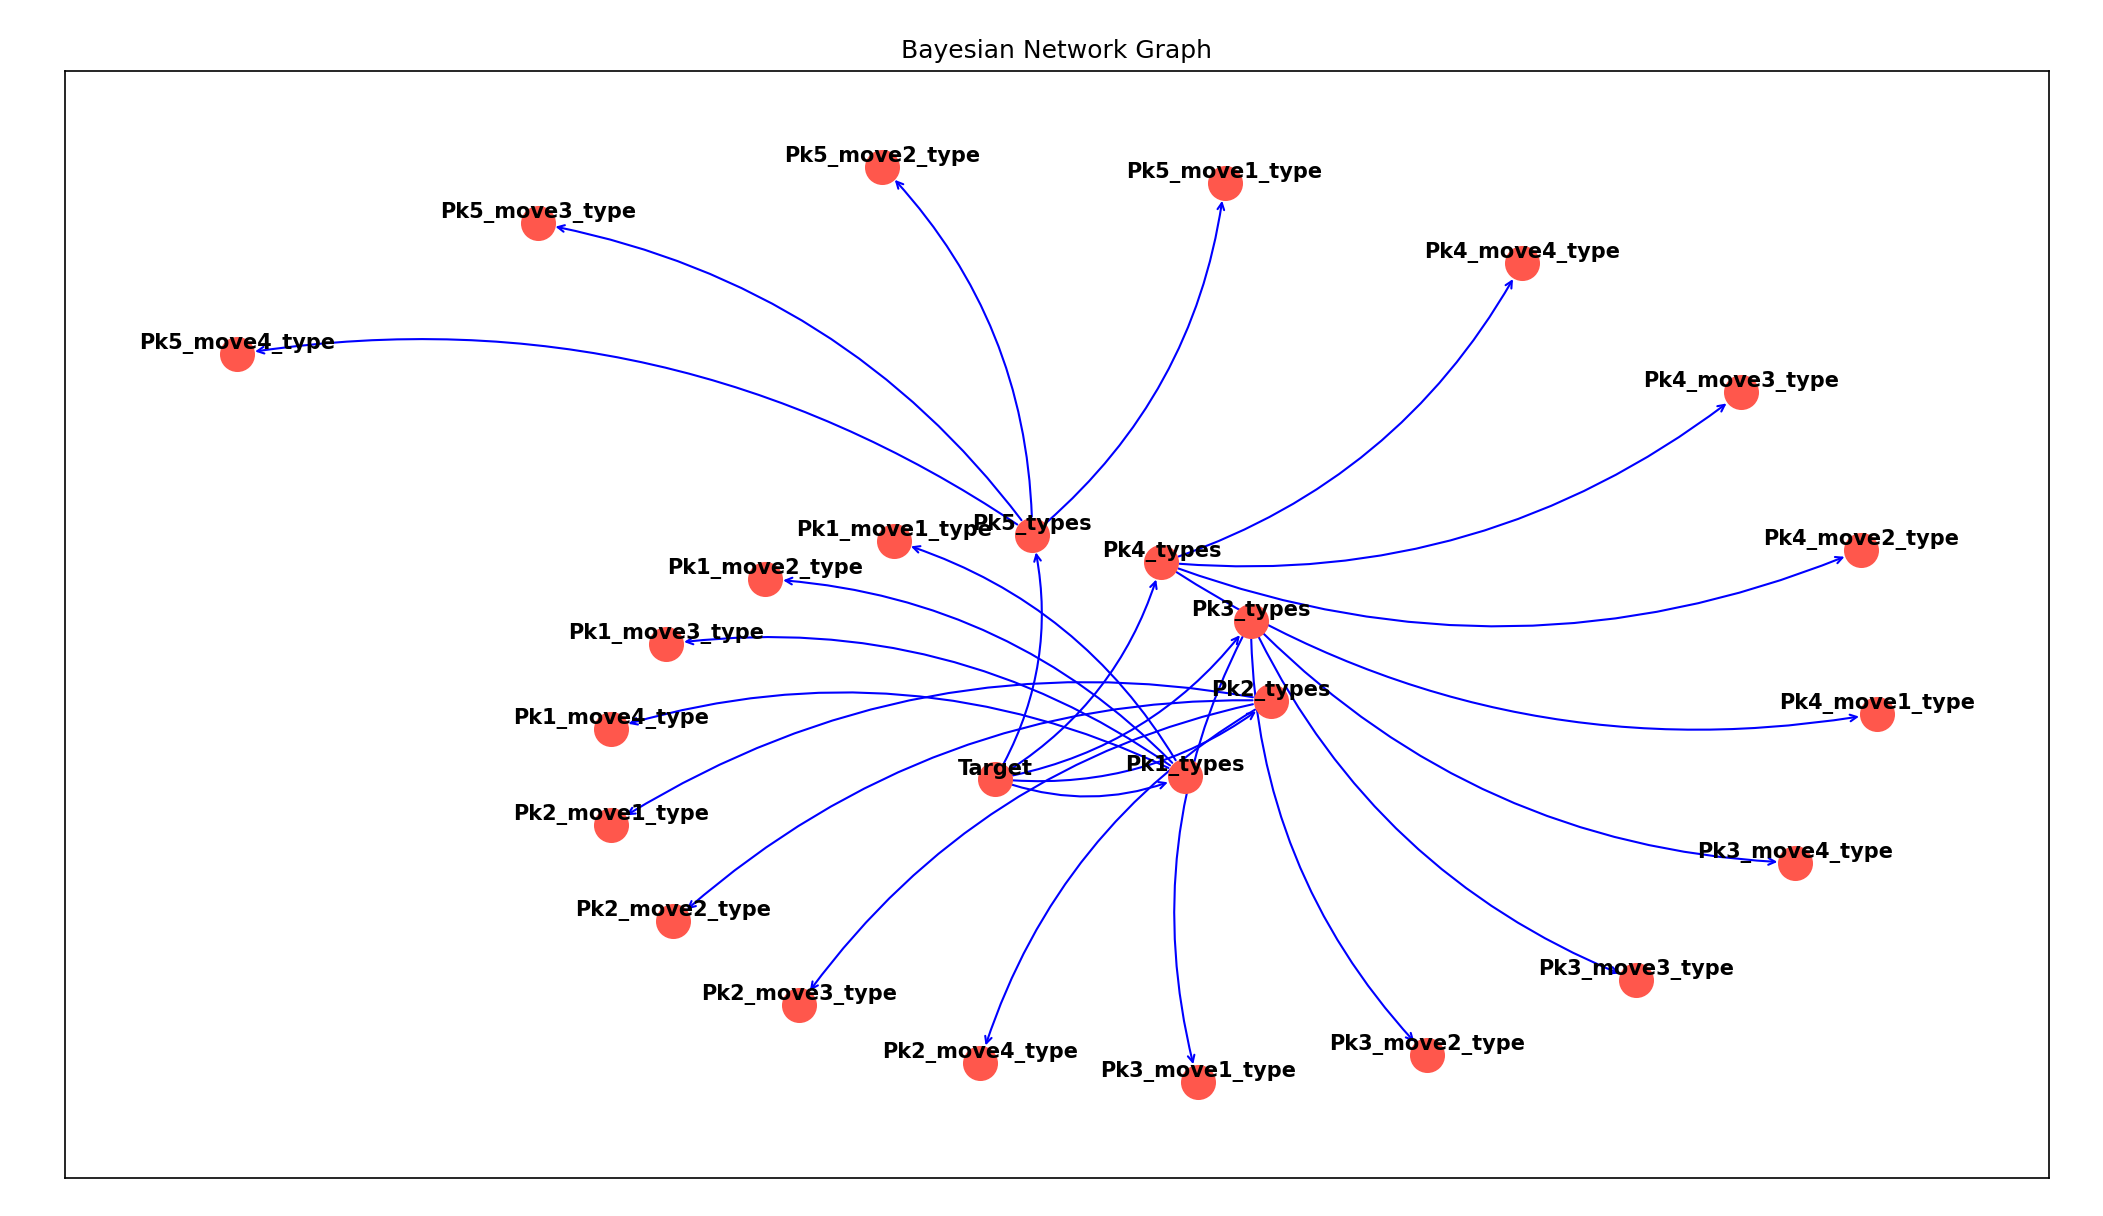 Bayesian Network Graph
Pk5_move2_type
Pk5_move1_type
Pk5_move3_type
Pk4_move4_type
Pk5_move4_type
Pk4_move3_type
Pk5_types
Pk1_move1_type
Pk4_move2_type
Pk4_types
Pk1_move2_type
Pk3_types
Pk1_move3_type
Pk2_types
Pk4_move1_type
Pk1_move4_type
Pk1_types
Target
Pk2_move1_type
Pk3_move4_type
Pk2_move2_type
Pk3_move3_type
Pk2_move3_type
Pk3_move2_type
Pk2_move4_type
Pk3_move1_type